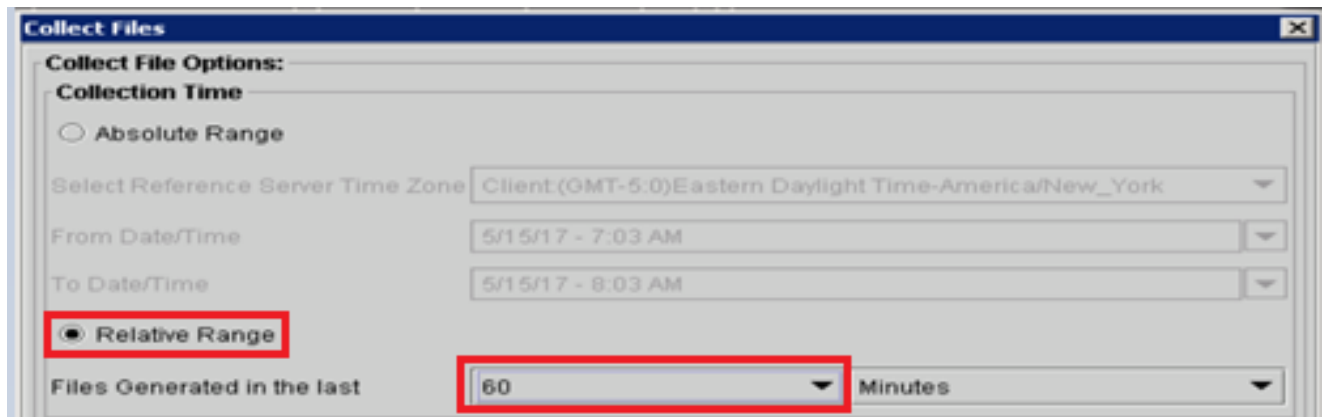 Collect Files
Collect File Options:
Collection Time
Absolute Range
Select Reference Server Time Zone Client:(GMT-5:0)Eastern Daylight Time-America/New_York
From Date/Time 5/15/17 - 7:03 AM
To Date/Time 5/15/17 - 8:03 AM
Relative Range
Files Generated in the last 60 Minutes